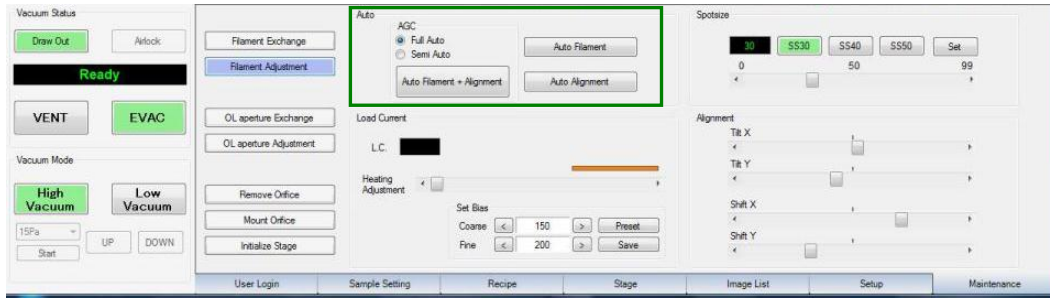 Vacuum Status
Draw Out Airlock
Ready
VENT EVAC
Vacuum Mode
High Vacuum Low Vacuum
15Pa
Start UP DOWN
Filament Exchange
Filament Adjustment
OL aperture Exchange
OL aperture Adjustment
Remove Orifice
Mount Orifice
Initialize Stage
Auto
AGC
Full Auto
Semi Auto
Auto Filament
Auto Filament + Alignment Auto Alignment
Load Current
L.C.
Heating
Adjustment
Set Bias
Coarse < 150 > Preset
Fine < 200 > Save
Spotsize
30 SS30 SS40 SS50 Set
0 50 99
Alignment
Tilt X
Tilt Y
Shift X
Shift Y
User Login Sample Setting Recipe Stage Image List Setup Maintenance